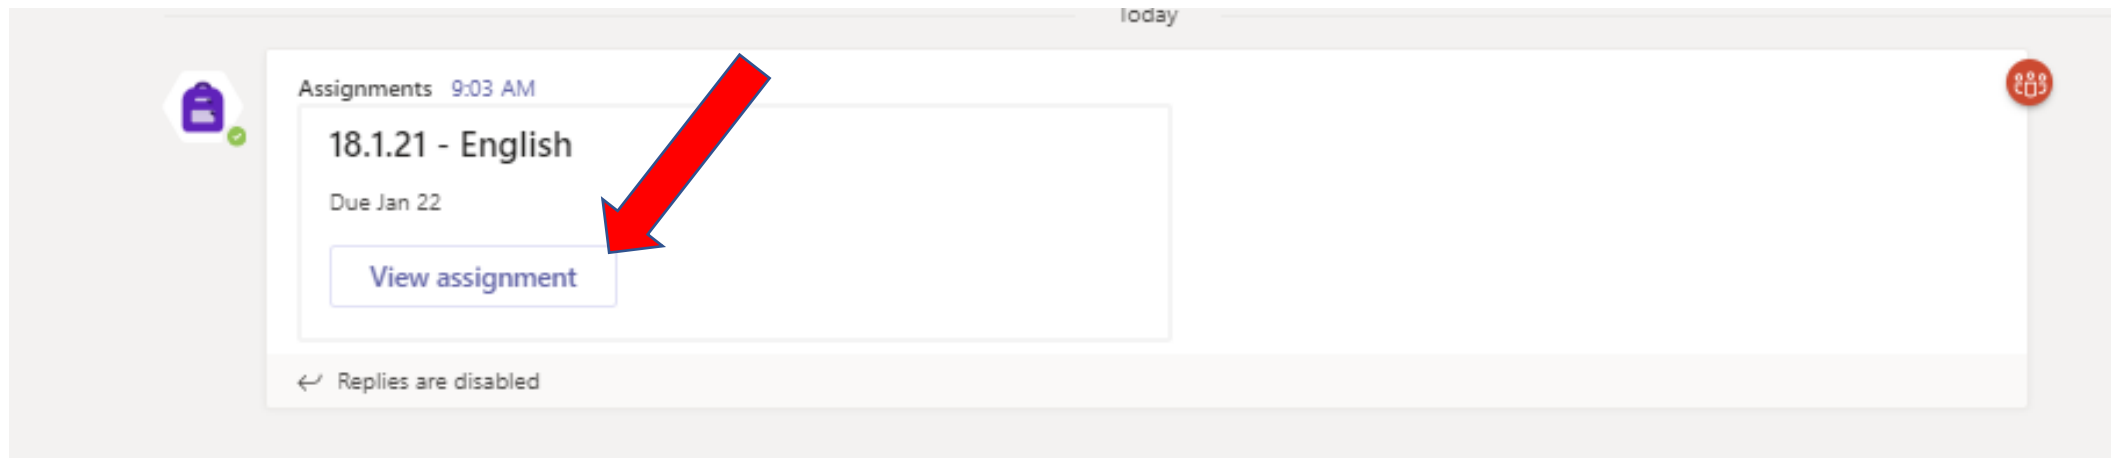 Today
Assignments 9:03 AM
18.1.21 - English
Due Jan 22
View assignment
Replies are disabled